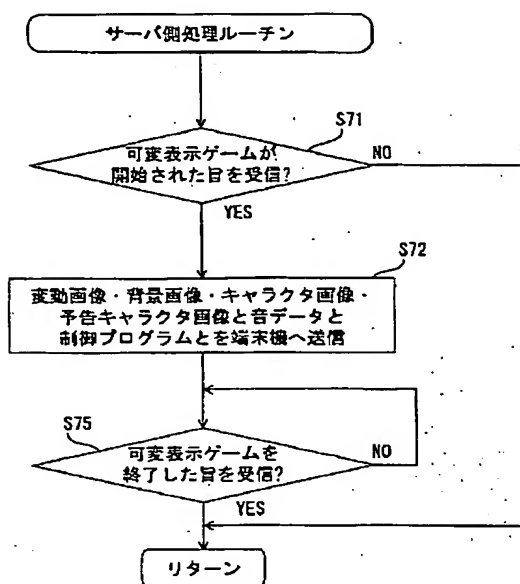 サーバ側処理ルーチン
S71
可変表示ゲームが
開始された旨を受信?
NO
YES
S72
変動画像・背景画像・キャラクタ画像・
予告キャラクタ画像と音データと
制御プログラムとを端末機へ送信
S75
可変表示ゲームを
終了した旨を受信?
NO
YES
リターン